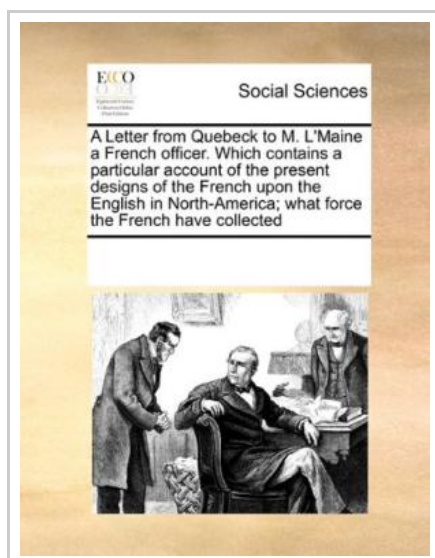 ECCO
Social Sciences
A Letter from Quebeck to M. L'Maine
a French officer. Which contains a
particular account of the present
designs of the French upon the
English in North-America; what force
the French have collected